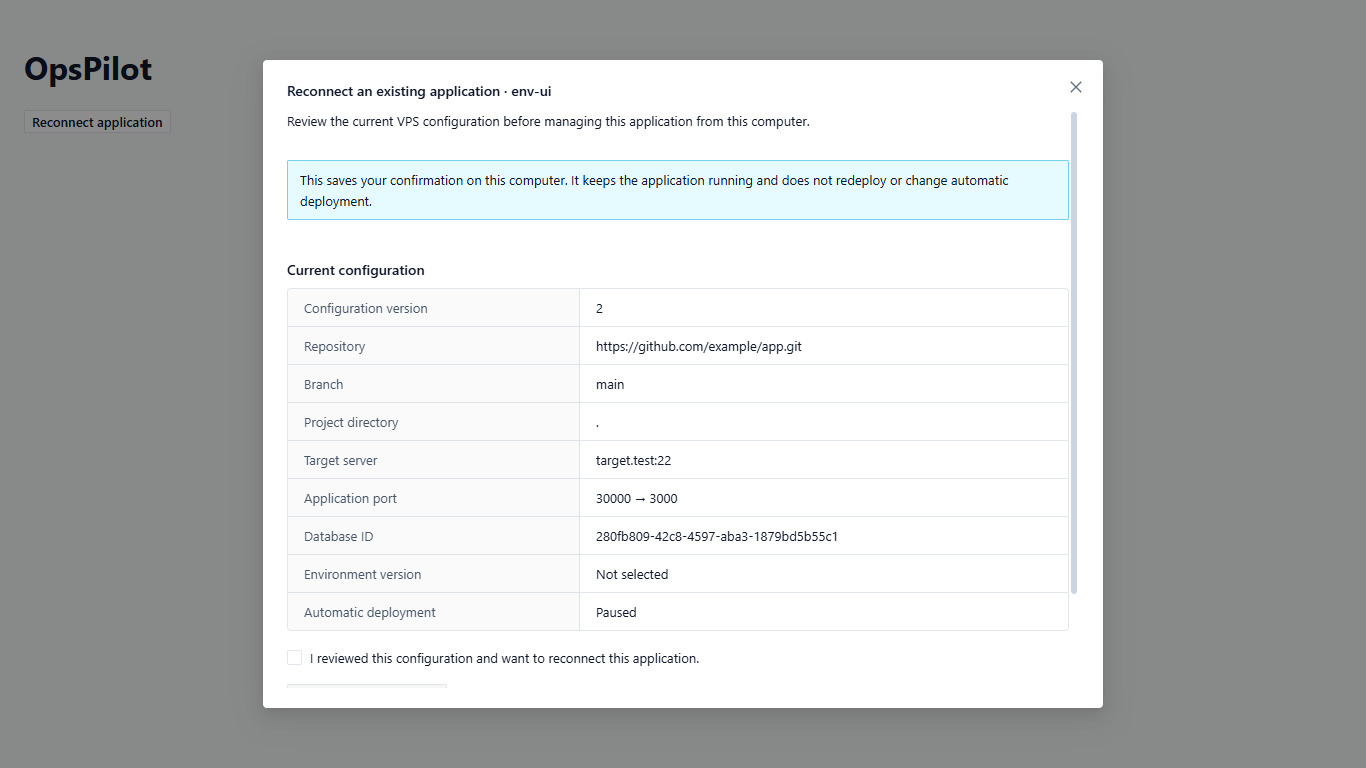 OpsPilot
Reconnect application
Reconnect an existing application · env-ui
Review the current VPS configuration before managing this application from this computer.
This saves your confirmation on this computer. It keeps the application running and does not redeploy or change automatic
deployment.
Current configuration
Configuration version 2
Repository https://github.com/example/app.git
Branch main
Project directory .
Target server target.test:22
Application port 30000 → 3000
Database ID 280fb809-42c8-4597-aba3-1879bd5b55c1
Environment version Not selected
Automatic deployment Paused
I reviewed this configuration and want to reconnect this application.